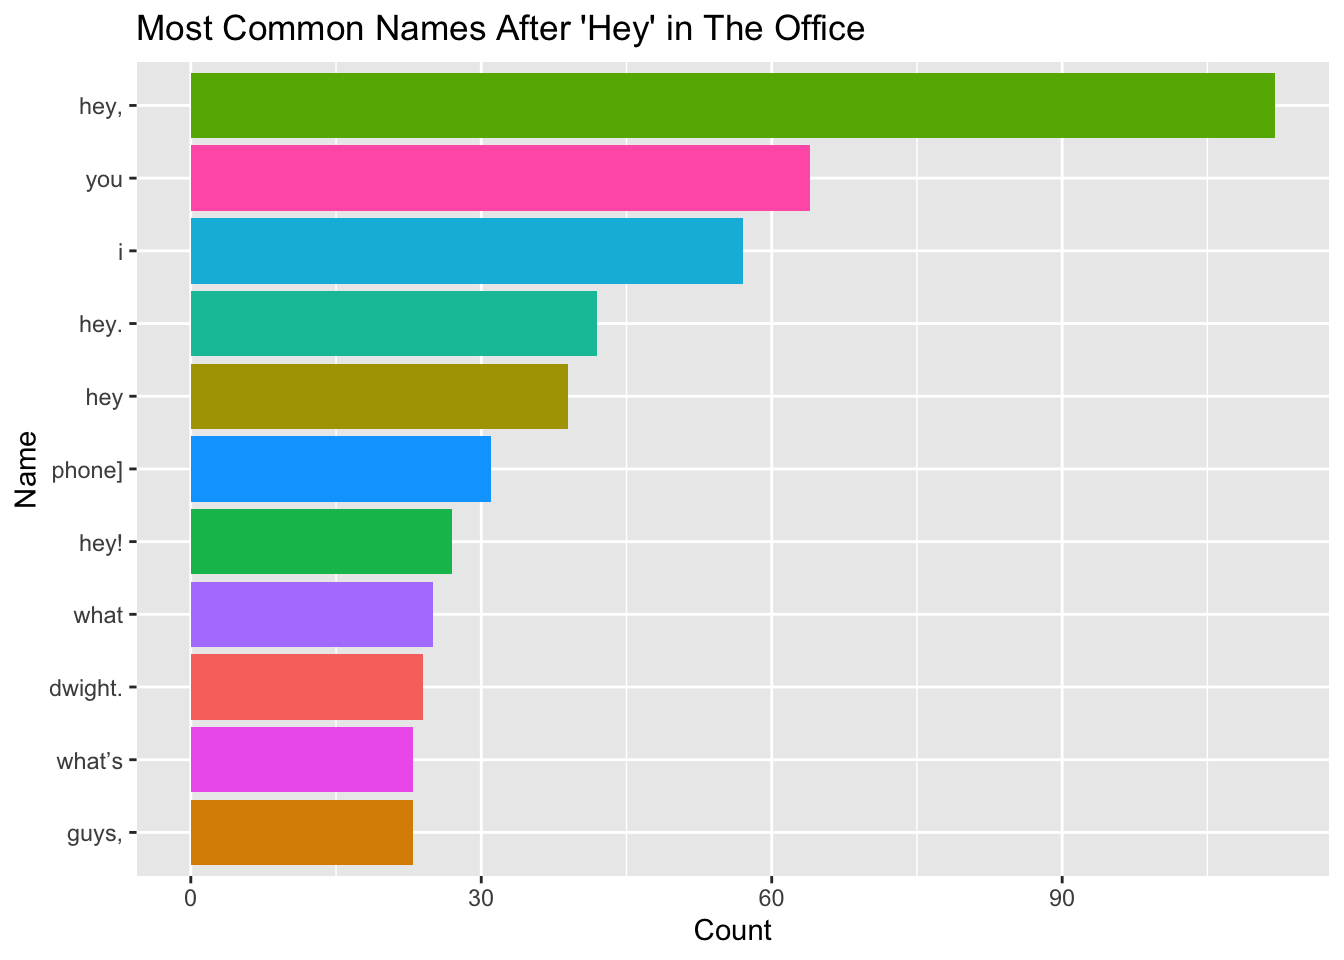 Most Common Names After 'Hey' in The Office
hey,
you
i
hey.
hey
phone]
hey!
what
dwight.
what’s
guys,
Name
0 30 60 90
Count